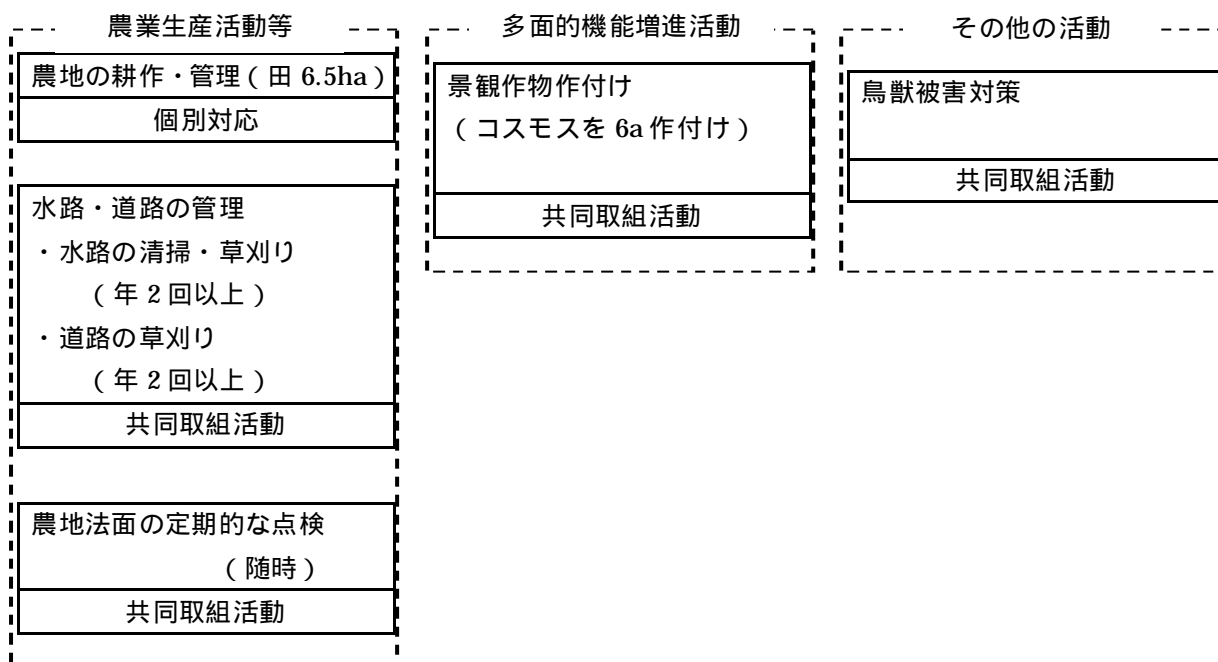 農業生産活動等
農地の耕作・管理(田 6.5ha)
個別対応
水路・道路の管理
・水路の清掃・草刈り
(年 2 回以上)
・道路の草刈り
(年 2 回以上)
共同取組活動
農地法面の定期的な点検
(随時)
共同取組活動
多面的機能増進活動
景観作物作付け
(コスモスを 6a 作付け)
共同取組活動
その他の活動
鳥獣被害対策
共同取組活動